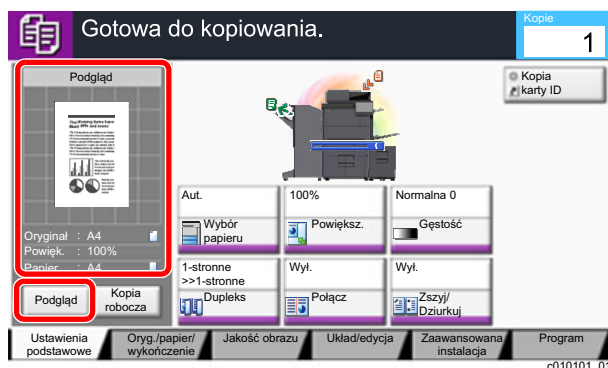 Gotowa do kopiowania.
Kopie
1
Podgląd
Kopia
karty ID
Oryginał : A4
Powięk. : 100%
Papier : A4
Podgląd
Kopia
robocza
Aut.
Wybór
papieru
100%
Powiększ.
Normalna 0
Gęstość
1-stronne
>>1-stronne
Dupleks
Wył.
Połącz
Wył.
Zszyj/
Dziurkuj
Ustawienia
podstawowe
Oryg./papier/
wykończenie
Jakość obrazu
Układ/edycja
Zaawansowana
instalacja
Program
c010101_01